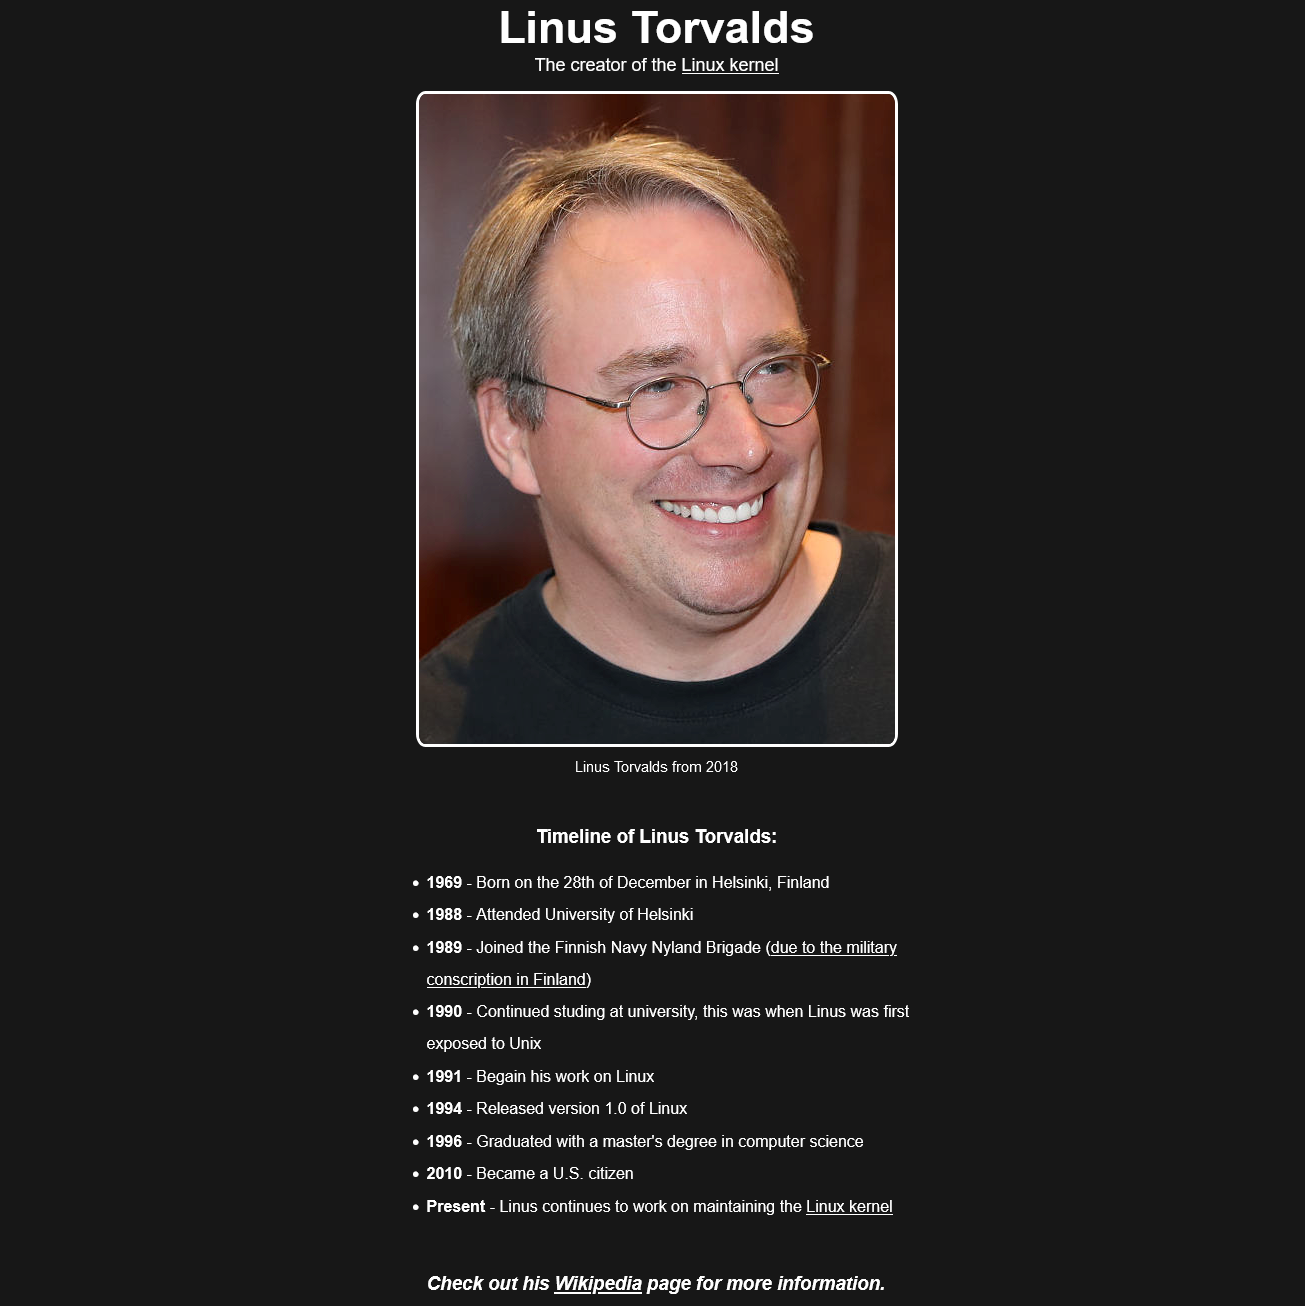 Linus Torvalds
The creator of the Linux kernel
Linus Torvalds from 2018
Timeline of Linus Torvalds:
• 1969 - Born on the 28th of December in Helsinki, Finland
• 1988 - Attended University of Helsinki
• 1989 - Joined the Finnish Navy Nyland Brigade (due to the military
conscription in Finland)
• 1990 - Continued studing at university, this was when Linus was first
exposed to Unix
• 1991 - Begain his work on Linux
• 1994 - Released version 1.0 of Linux
• 1996 - Graduated with a master's degree in computer science
• 2010 - Became a U.S. citizen
• Present - Linus continues to work on maintaining the Linux kernel
Check out his Wikipedia page for more information.